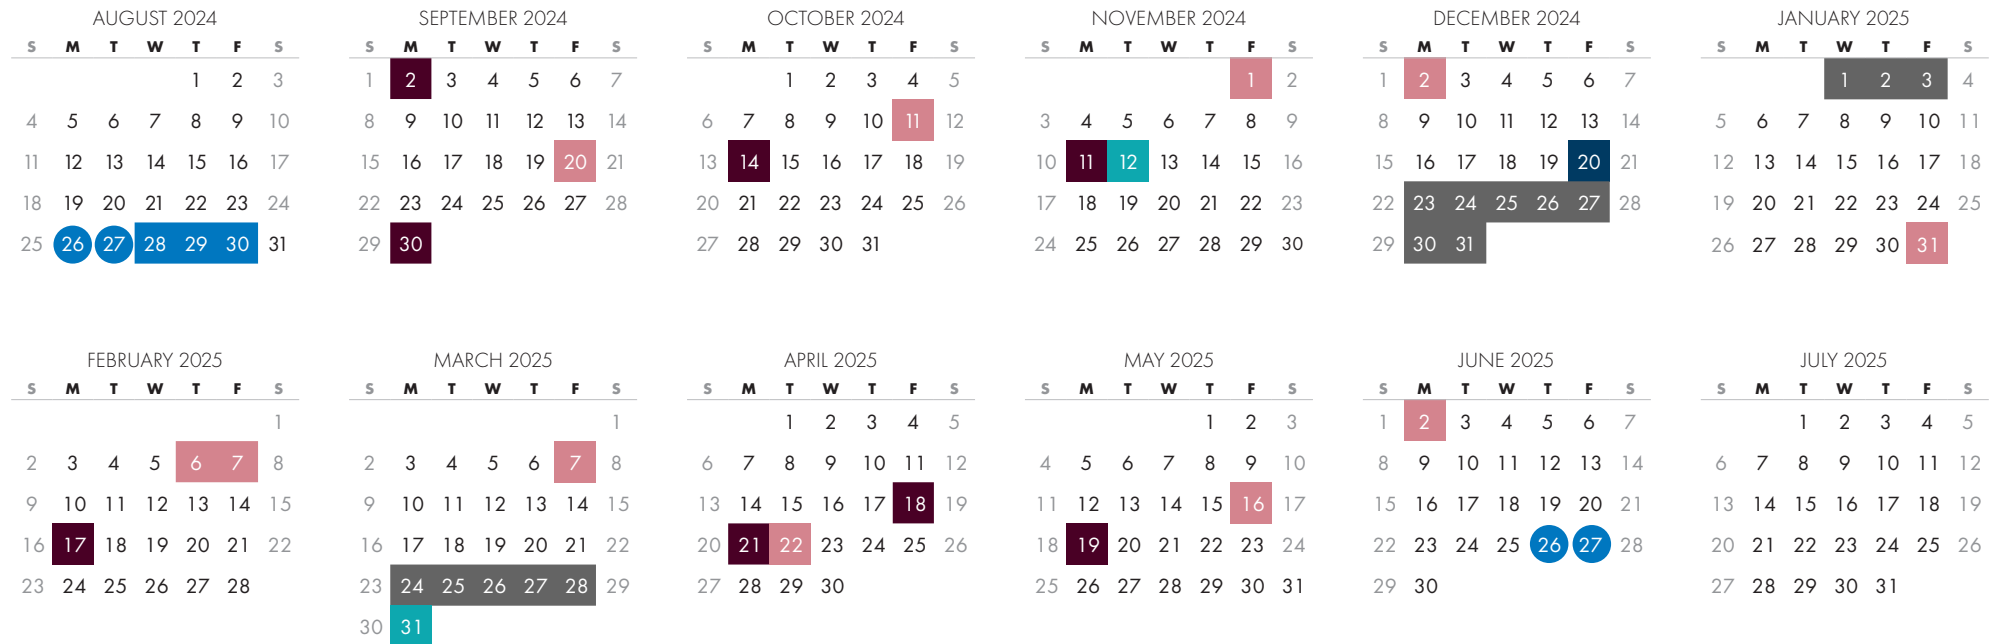 AUGUST 2024 SEPTEMBER 2024 OCTOBER 2024 NOVEMBER 2024 DECEMBER 2024 JANUARY 2025
S M T W T F S S M T W T F S S M T W T F S S M T W T F S S M T W T F S S M T W T F S
1 2 3 1 2 3 4 5 6 7 1 2 3 4 5 1 2 1 2 3 4 5 6 7 1 2 3 4
4 5 6 7 8 9 10 8 9 10 11 12 13 14 6 7 8 9 10 11 12 3 4 5 6 7 8 9 8 9 10 11 12 13 14 5 6 7 8 9 10 11
11 12 13 14 15 16 17 15 16 17 18 19 20 21 13 14 15 16 17 18 19 10 11 12 13 14 15 16 15 16 17 18 19 20 21 12 13 14 15 16 17 18
18 19 20 21 22 23 24 22 23 24 25 26 27 28 20 21 22 23 24 25 26 17 18 19 20 21 22 23 22 23 24 25 26 27 28 19 20 21 22 23 24 25
25 26 27 28 29 30 31 29 30 27 28 29 30 31 24 25 26 27 28 29 30 29 30 31 26 27 28 29 30 31
FEBRUARY 2025 MARCH 2025 APRIL 2025 MAY 2025 JUNE 2025 JULY 2025
S M T W T F S S M T W T F S S M T W T F S S M T W T F S S M T W T F S S M T W T F S
1 1 1 2 3 4 5 1 2 3 1 2 3 4 5 6 7 1 2 3 4 5
2 3 4 5 6 7 8 2 3 4 5 6 7 8 6 7 8 9 10 11 12 4 5 6 7 8 9 10 8 9 10 11 12 13 14 6 7 8 9 10 11 12
9 10 11 12 13 14 15 9 10 11 12 13 14 15 13 14 15 16 17 18 19 11 12 13 14 15 16 17 15 16 17 18 19 20 21 13 14 15 16 17 18 19
16 17 18 19 20 21 22 16 17 18 19 20 21 22 20 21 22 23 24 25 26 18 19 20 21 22 23 24 22 23 24 25 26 27 28 20 21 22 23 24 25 26
23 24 25 26 27 28 23 24 25 26 27 28 29 27 28 29 30 25 26 27 28 29 30 31 29 30 27 28 29 30 31
30 31